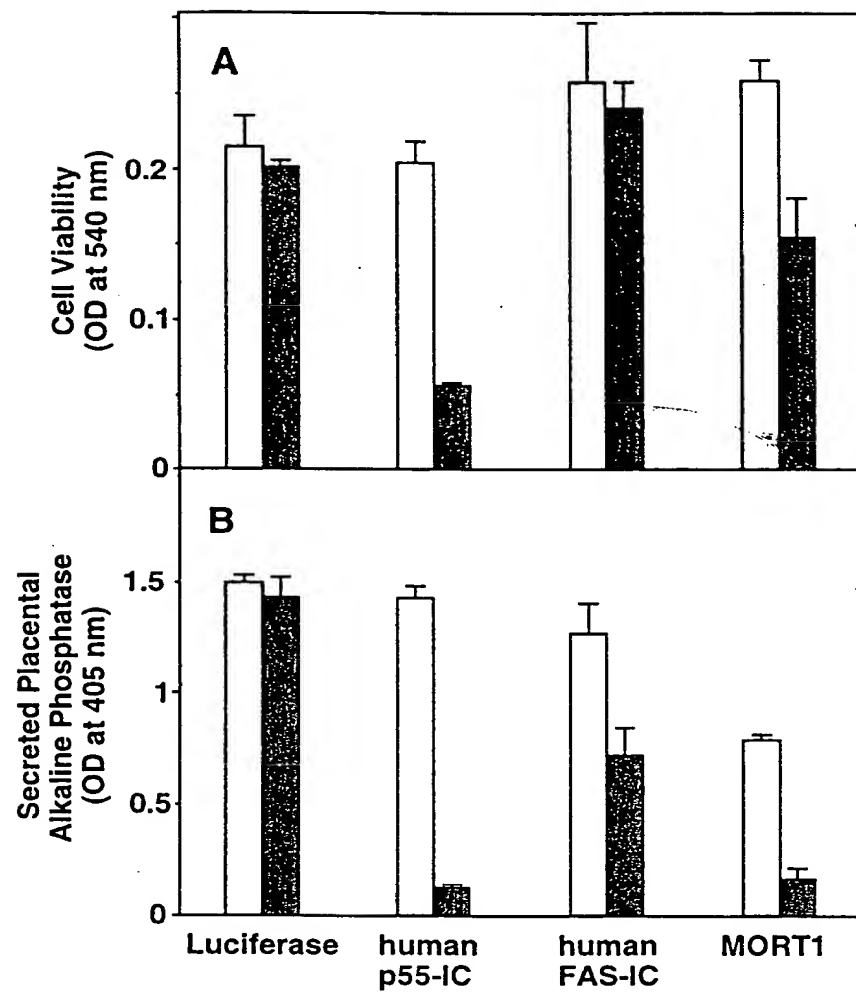 A
Cell Viability
(OD at 540 nm)
0.2
0.1
0
B
Secreted Placental
Alkaline Phosphatase
(OD at 405 nm)
1.5
1
0.5
0
Luciferase
human
p55-IC
human
FAS-IC
MORT1